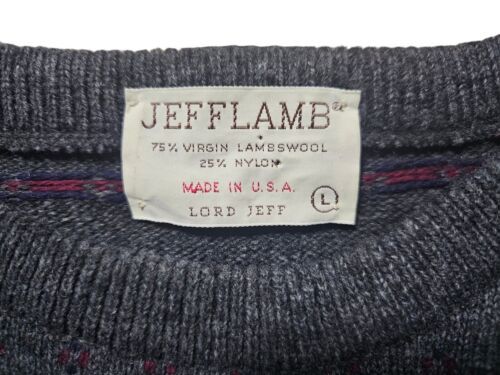 JEFFLAMB®
75% VIRGIN LAMBSWOOL
25% NYLON
MADE IN U.S.A.
LORD JEFF L